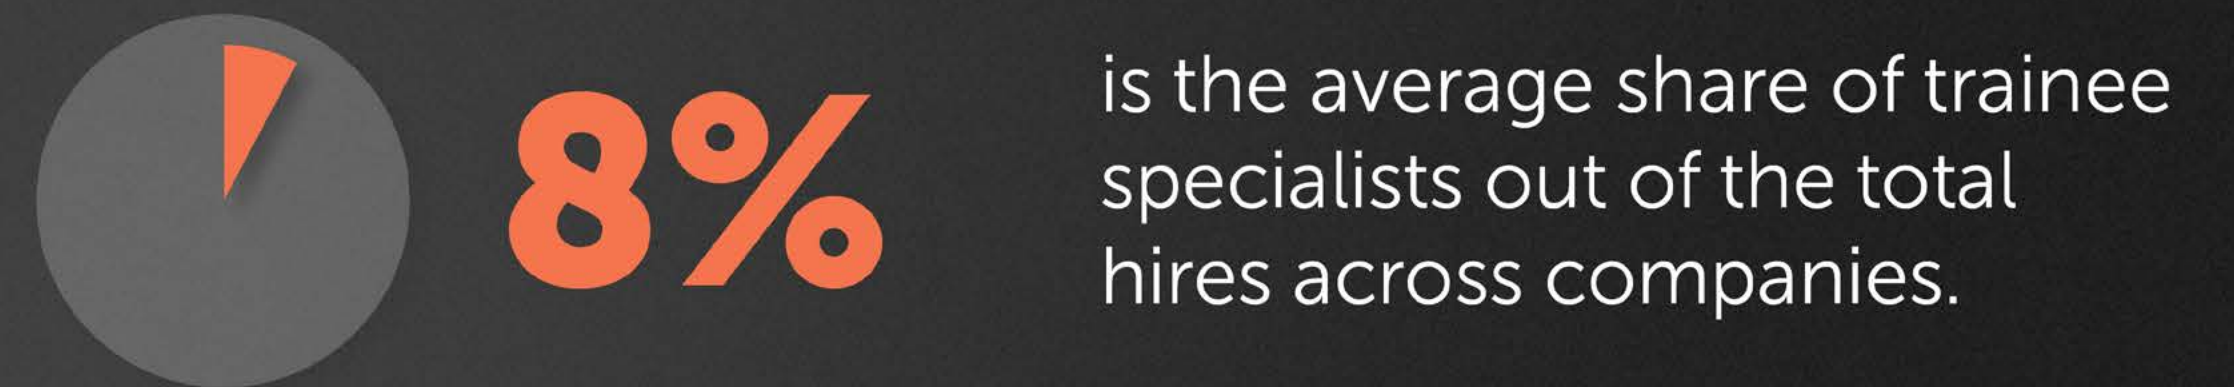 8%
is the average share of trainee
specialists out of the total
hires across companies.